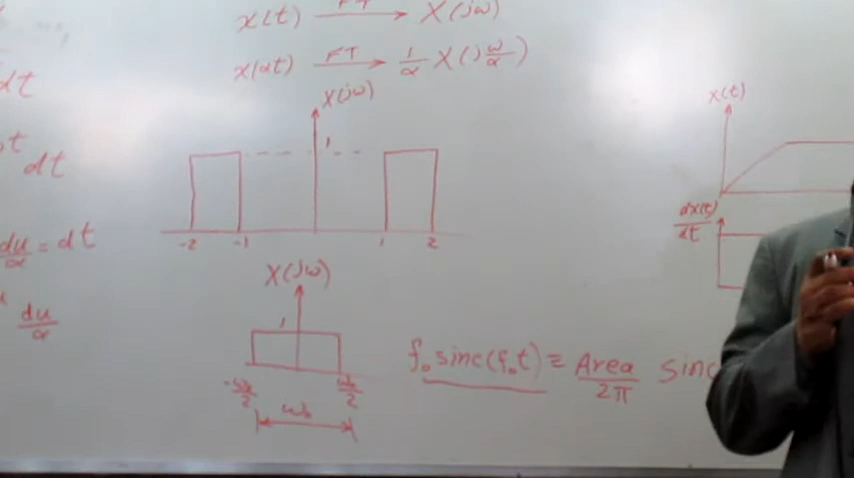 x(t) FT X(jω)
x(αt) FT 1/α X(j ω/α)
dt
X(jω)
1
t dt
-2 -1 1 2
du/α = dt
du/α
X(jω)
1
-ω₀/2 ω₀/2
ω₀
f₀ sinc(f₀t) = Area/2π sinc
x(t)
dx(t)/dt